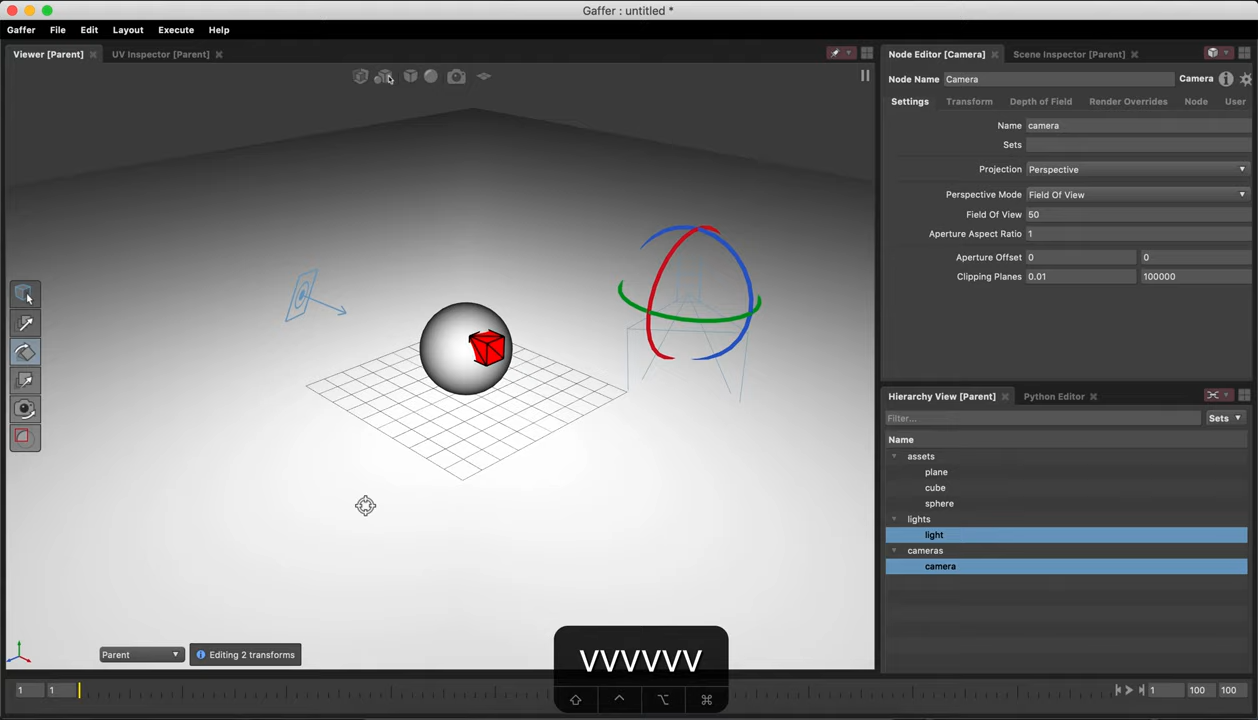 Gaffer : untitled *
Gaffer File Edit Layout Execute Help
Viewer [Parent] UV Inspector [Parent]
Node Editor [Camera] Scene Inspector [Parent]
Node Name Camera Camera
Settings Transform Depth of Field Render Overrides Node User
Name camera
Sets
Projection Perspective
Perspective Mode Field Of View
Field Of View 50
Aperture Aspect Ratio 1
Aperture Offset 0 0
Clipping Planes 0.01 100000
Hierarchy View [Parent] Python Editor
Filter... Sets
Name
assets
plane
cube
sphere
lights
light
cameras
camera
Parent Editing 2 transforms
VVVVVV
1 1 1 100 100